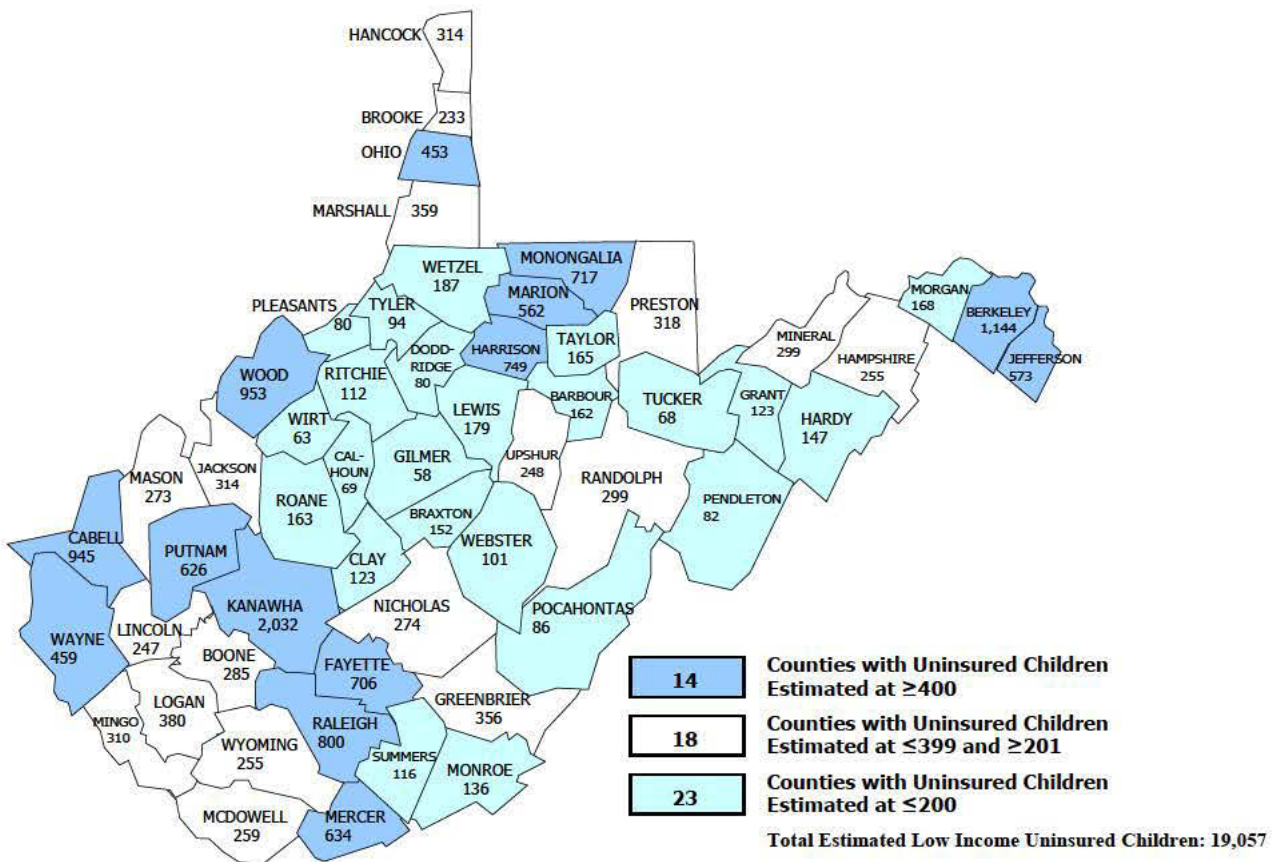 HANCOCK 314
BROOKE 233
OHIO 453
MARSHALL 359
WETZEL
187
MONONGALIA
717
MARION
562
PLEASANTS
80
TYLER
94
PRESTON
318
MORGAN
168
BERKELEY
1,144
JEFFERSON
573
MINERAL
299
HAMPSHIRE
255
WOOD
953
RITCHIE
112
DODD-
RIDGE
80
HARRISON
749
TAYLOR
165
BARBOUR
162
TUCKER
68
GRANT
123
HARDY
147
WIRT
63
LEWIS
179
CAL-
HOUN
69
GILMER
58
UPSHUR
248
RANDOLPH
299
PENDLETON
82
MASON
273
JACKSON
314
ROANE
163
BRAXTON
152
WEBSTER
101
CABELL
945
PUTNAM
626
CLAY
123
KANAWHA
2,032
NICHOLAS
274
POCAHONTAS
86
WAYNE
459
LINCOLN
247
BOONE
285
FAYETTE
706
LOGAN
380
GREENBRIER
356
MINGO
310
WYOMING
255
RALEIGH
800
SUMMERS
116
MONROE
136
MCDOWELL
259
MERCER
634
14 Counties with Uninsured Children
Estimated at ≥400
18 Counties with Uninsured Children
Estimated at ≤399 and ≥201
23 Counties with Uninsured Children
Estimated at ≤200
Total Estimated Low Income Uninsured Children: 19,057